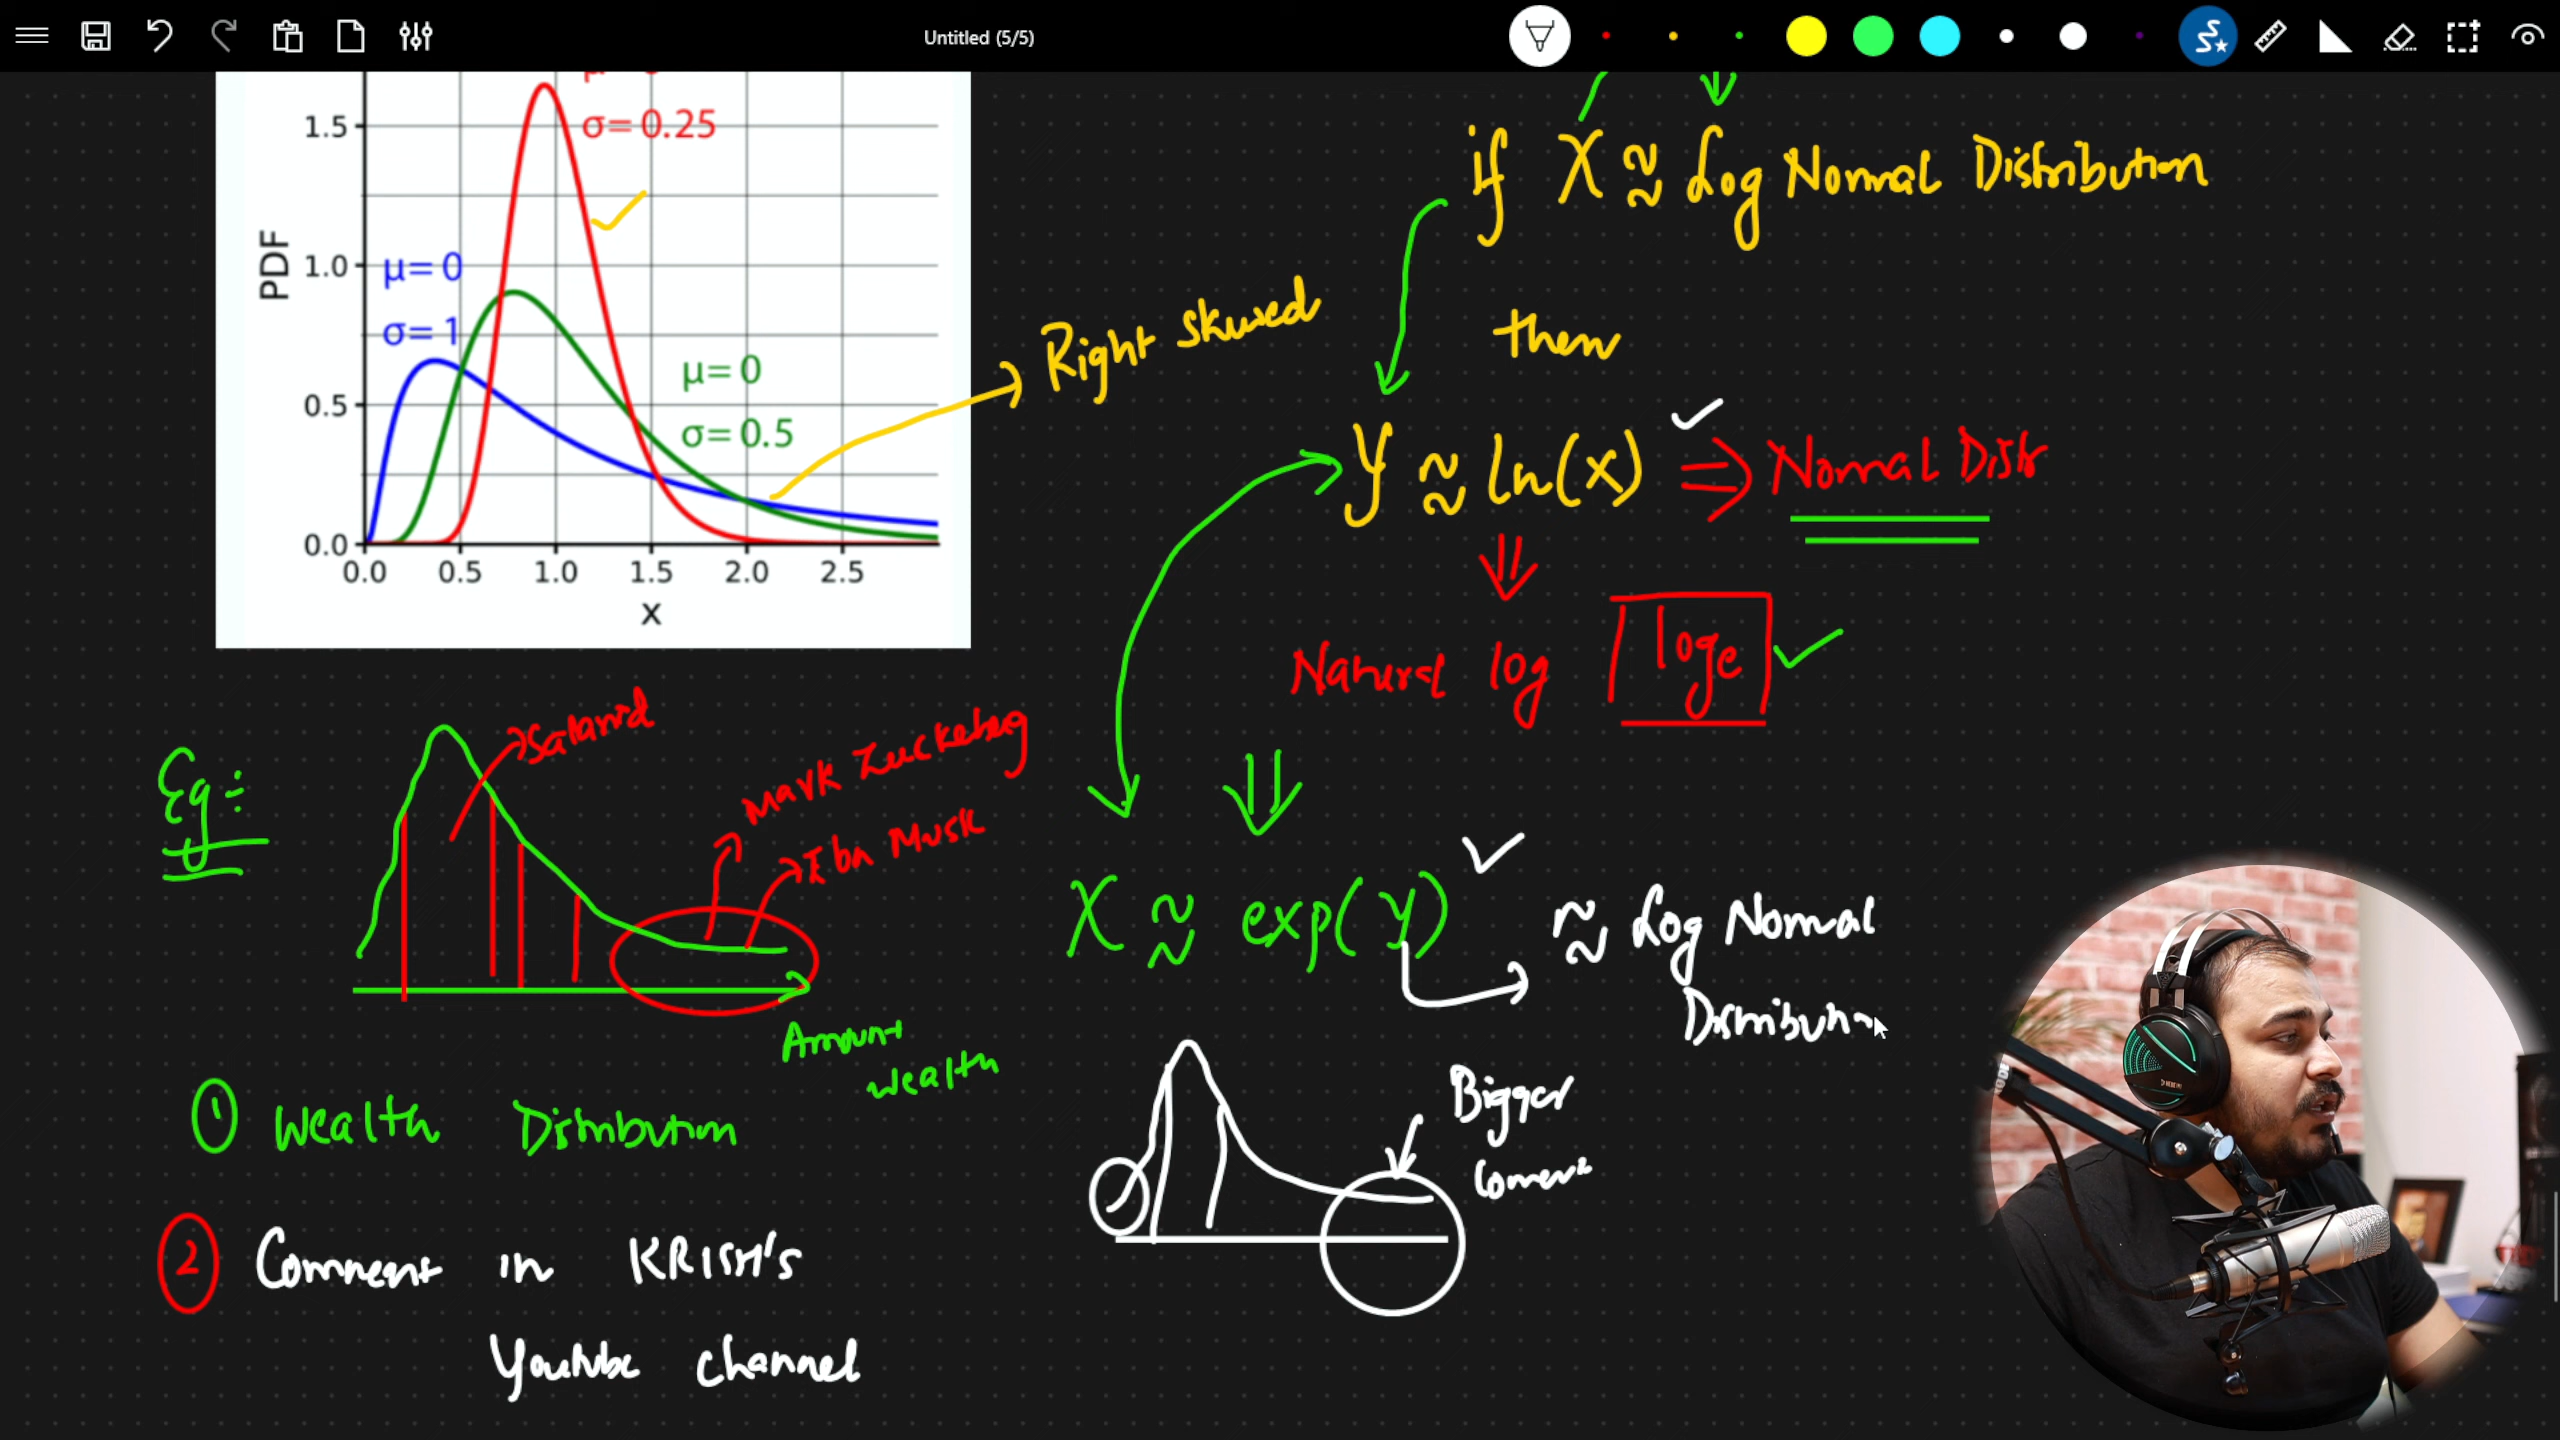 Untitled (5/5)
σ= 0.25
1.5
1.0
0.5
0.0
PDF
μ= 0
σ= 1
μ= 0
σ= 0.5
0.0 0.5 1.0 1.5 2.0 2.5
x
Right Skwed
if X ≈ Log Normal Distribution
then
Y ≈ ln(x) ⇒ Normal Distr
Natural log loge
X ≈ exp(y) ≈ Log Normal
Distribution
Eg:
Salaried
Mark Zuckeberg
Elon Musk
Amount
wealth
① Wealth Distribution
② Comment in KRISH's
Youtube channel
Bigger